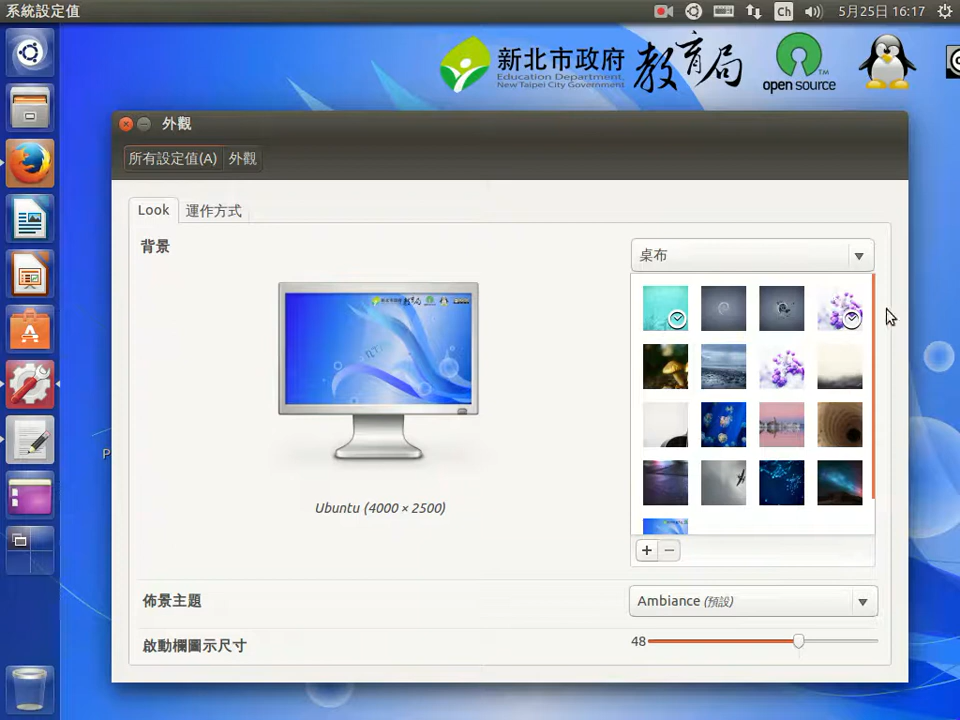 系統設定值
Ch
5月25日 16:17
新北市政府
Education Department,
New Taipei City Government
教育局
open source
TM
外觀
所有設定值(A)
外觀
Look
運作方式
背景
桌布
Ubuntu (4000 × 2500)
P
佈景主題
Ambiance (預設)
啟動欄圖示尺寸
48